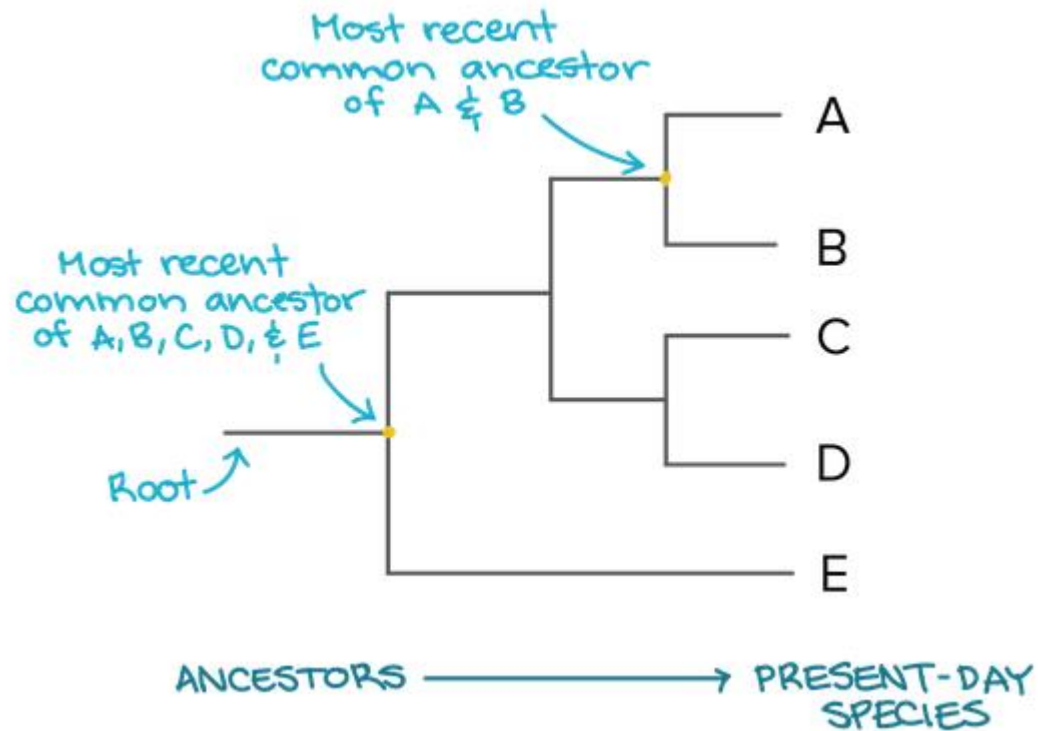 Most recent
common ancestor
of A & B
A
B
Most recent
common ancestor
of A, B, C, D, & E
C
D
Root
E
ANCESTORS
PRESENT-DAY
SPECIES